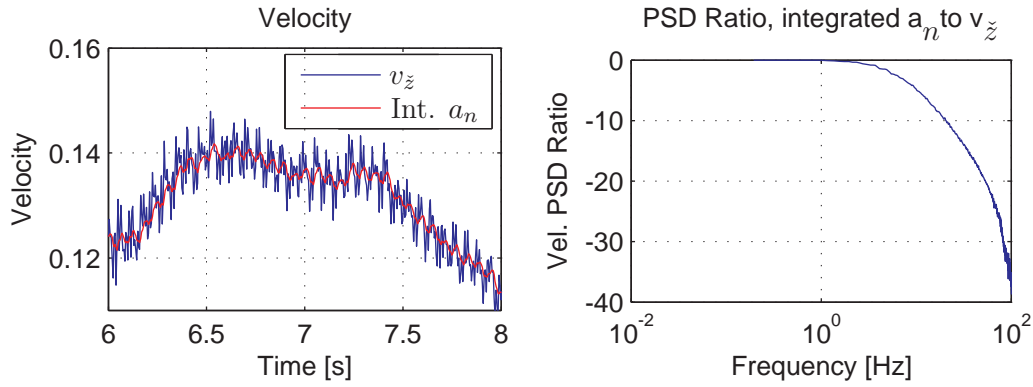 Velocity
0.16
0.14
0.12
6
6.5
7
7.5
8
Velocity
Time [s]
v_ž
Int. a_n
PSD Ratio, integrated a_n to v_ž
0
-10
-20
-30
-40
10^-2
10^0
10^2
Vel. PSD Ratio
Frequency [Hz]